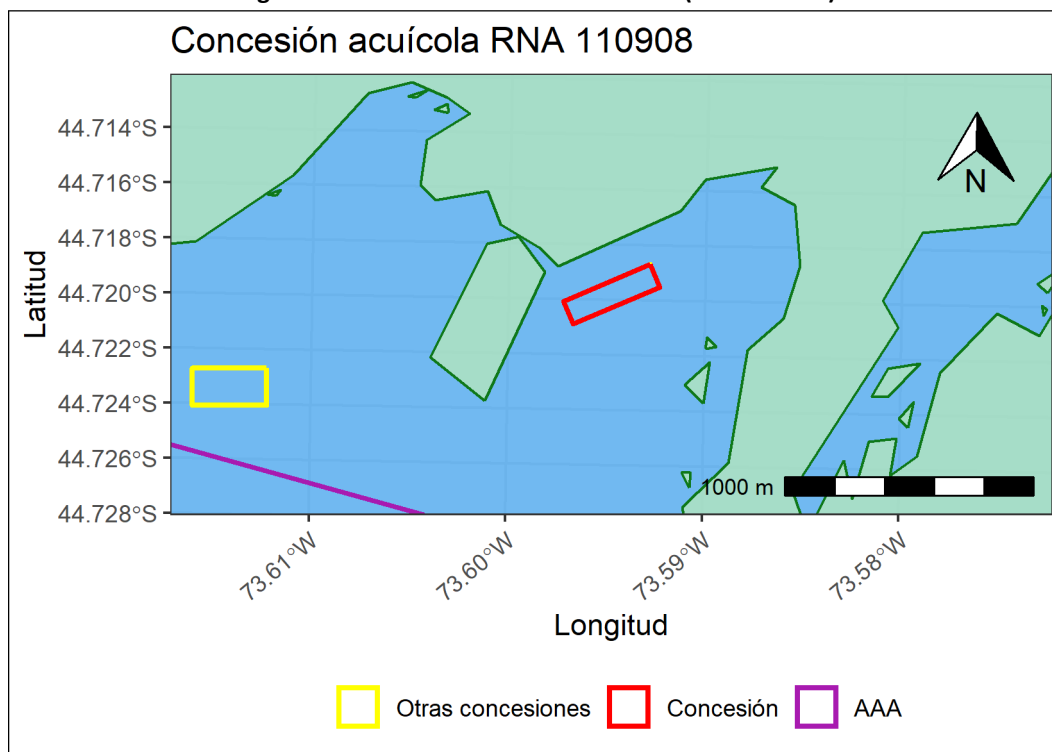 Concesión acuícola RNA 110908
44.714°S
44.716°S
44.718°S
44.720°S
44.722°S
44.724°S
44.726°S
44.728°S
Latitud
N
1000 m
73.61°W
73.60°W
73.59°W
73.58°W
Longitud
Otras concesiones
Concesión
AAA